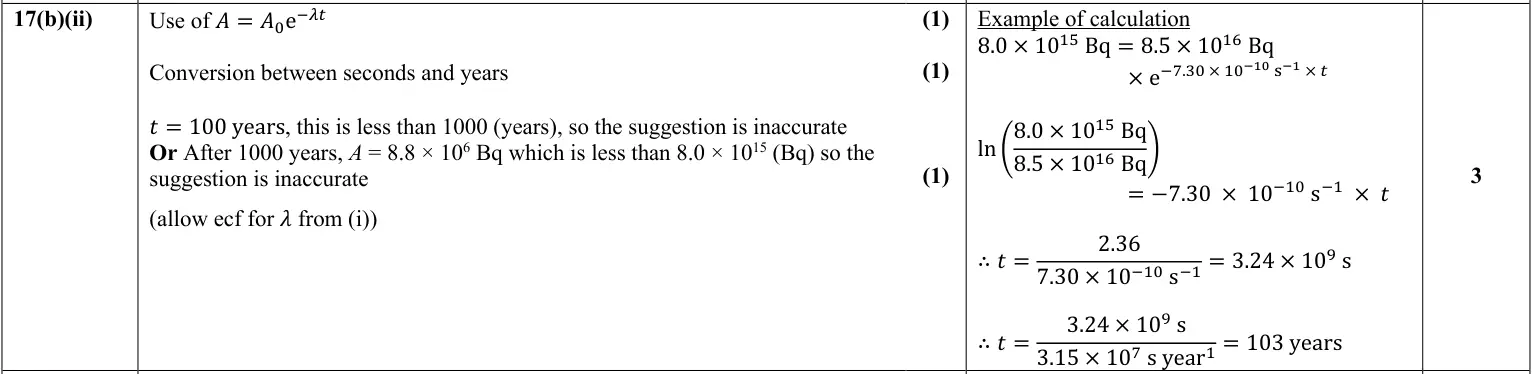 17(b)(ii)
Use of 𝐴 = 𝐴₀e^−𝜆𝑡 (1)
Conversion between seconds and years (1)
𝑡 = 100 years, this is less than 1000 (years), so the suggestion is inaccurate
Or After 1000 years, A = 8.8 × 10⁶ Bq which is less than 8.0 × 10¹⁵ (Bq) so the
suggestion is inaccurate (1)
(allow ecf for 𝜆 from (i))
Example of calculation
8.0 × 10¹⁵ Bq = 8.5 × 10¹⁶ Bq
× e^−7.30 × 10⁻¹⁰ s⁻¹ × 𝑡
ln (8.0 × 10¹⁵ Bq / 8.5 × 10¹⁶ Bq)
= −7.30 × 10⁻¹⁰ s⁻¹ × 𝑡
∴ 𝑡 = 2.36 / 7.30 × 10⁻¹⁰ s⁻¹ = 3.24 × 10⁹ s
∴ 𝑡 = 3.24 × 10⁹ s / 3.15 × 10⁷ s year¹ = 103 years
3